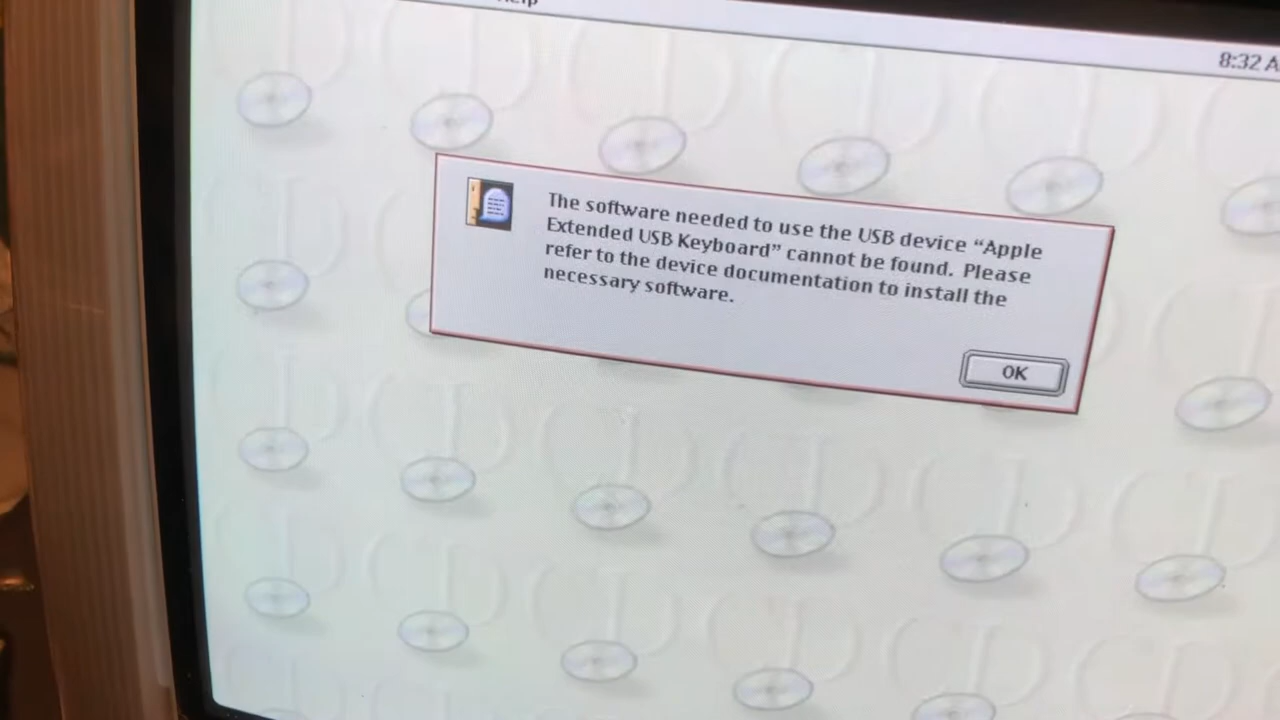 Help
8:32 A
The software needed to use the USB device “Apple
Extended USB Keyboard” cannot be found. Please
refer to the device documentation to install the
necessary software.
OK